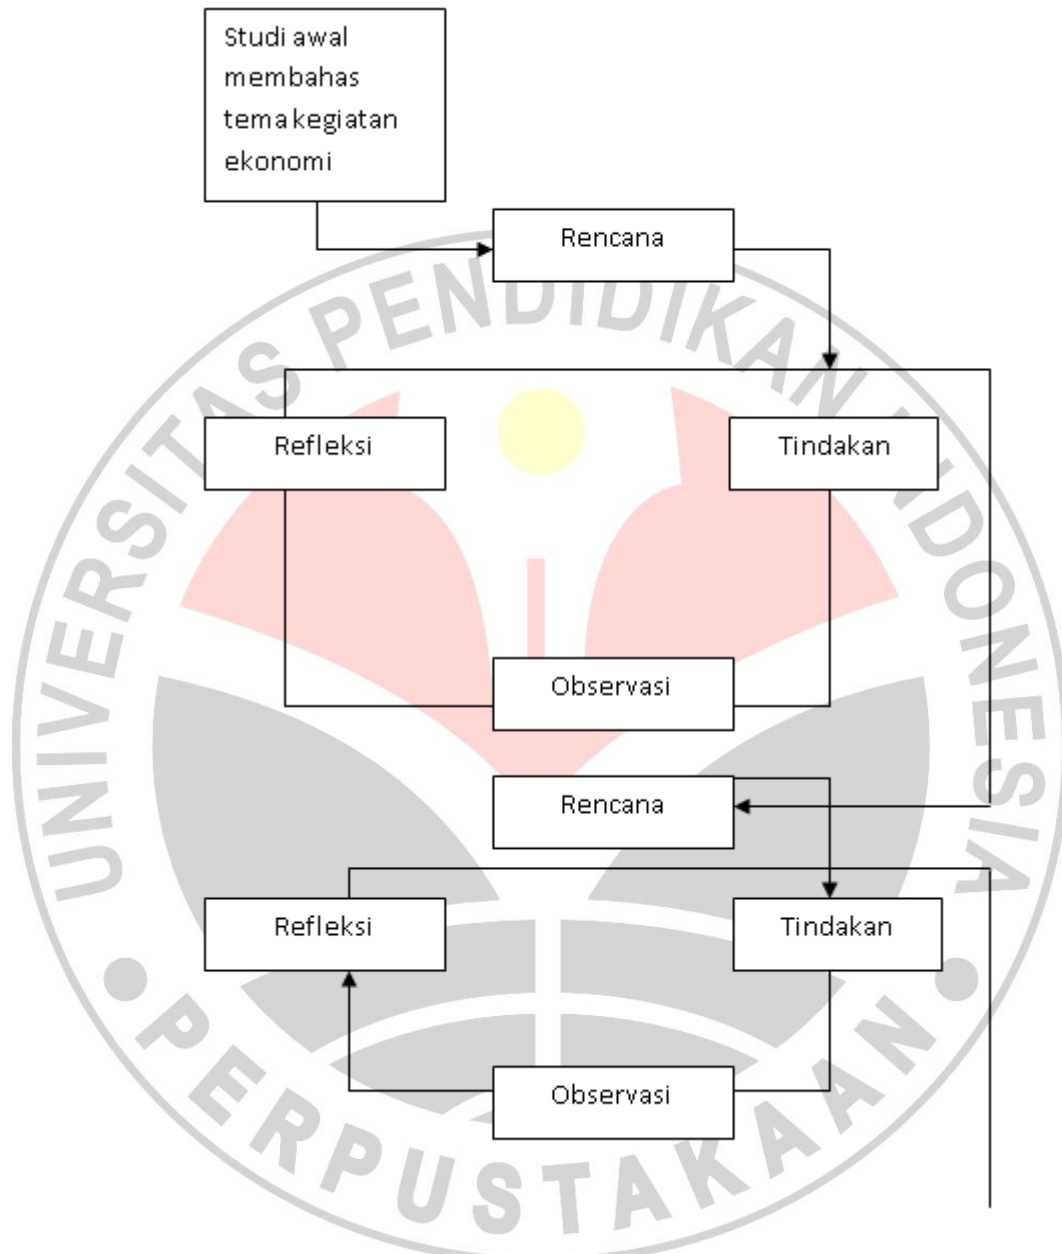 Studi awal
membahas
tema kegiatan
ekonomi
Rencana
Refleksi
Tindakan
Observasi
Rencana
Refleksi
Tindakan
Observasi
UNIVERSITAS PENDIDIKAN INDONESIA
PERPUSTAKAAN